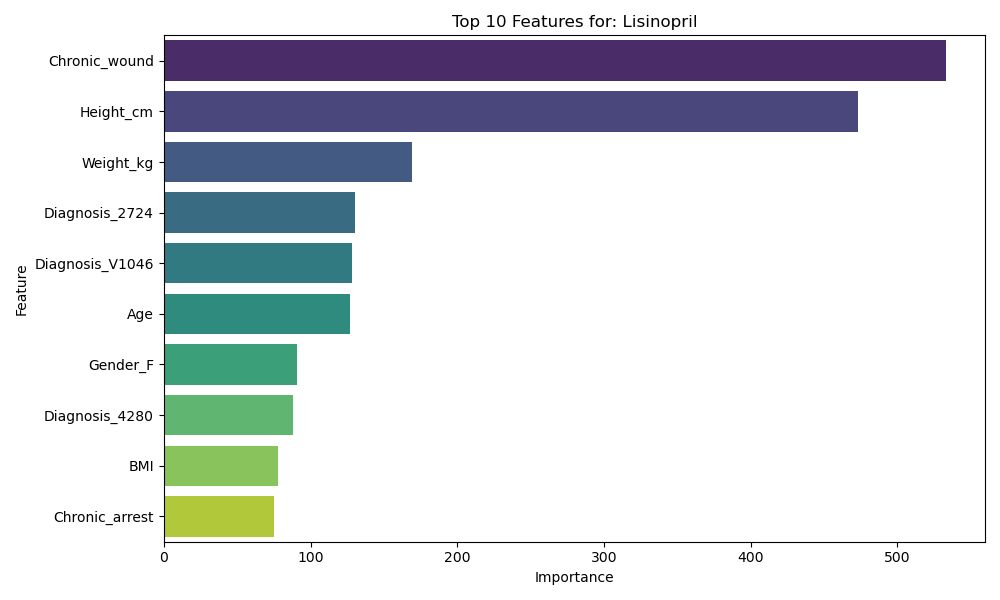 Top 10 Features for: Lisinopril
Feature
Chronic_wound
Height_cm
Weight_kg
Diagnosis_2724
Diagnosis_V1046
Age
Gender_F
Diagnosis_4280
BMI
Chronic_arrest
0 100 200 300 400 500
Importance